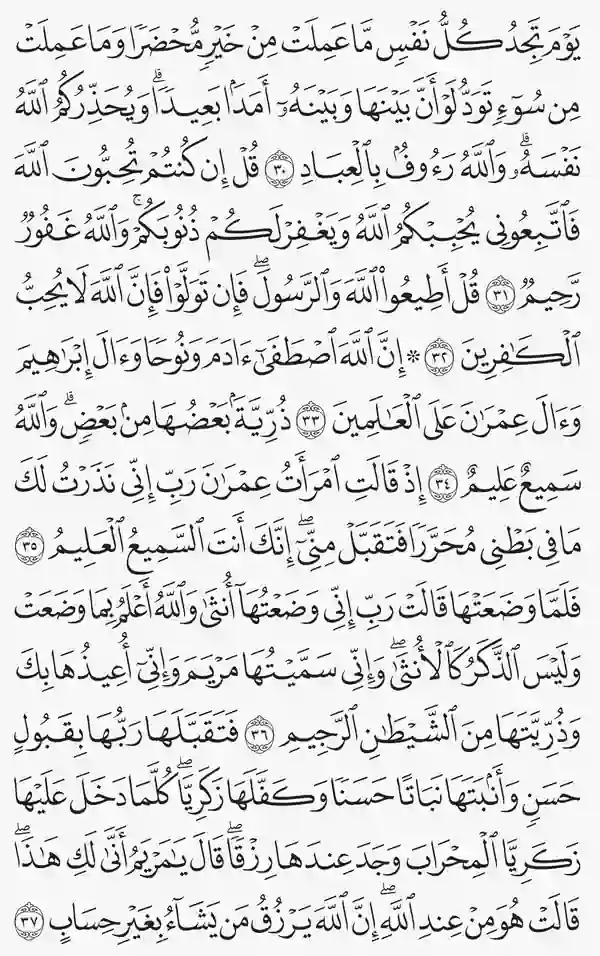 يَوْمَ تَجِدُ كُلُّ نَفْسٍ مَّا عَمِلَتْ مِنْ خَيْرٍ مُّحْضَرًا وَمَا عَمِلَتْ
مِن سُوٓءٍ تَوَدُّ لَوْ أَنَّ بَيْنَهَا وَبَيْنَهُۥٓ أَمَدَۢا بَعِيدًا ۗ وَيُحَذِّرُكُمُ ٱللَّهُ
نَفْسَهُۥ ۗ وَٱللَّهُ رَءُوفُۢ بِٱلْعِبَادِ ٣٠ قُلْ إِن كُنتُمْ تُحِبُّونَ ٱللَّهَ
فَٱتَّبِعُونِى يُحْبِبْكُمُ ٱللَّهُ وَيَغْفِرْ لَكُمْ ذُنُوبَكُمْ ۗ وَٱللَّهُ غَفُورٌ
رَّحِيمٌ ٣١ قُلْ أَطِيعُوا۟ ٱللَّهَ وَٱلرَّسُولَ ۖ فَإِن تَوَلَّوْا۟ فَإِنَّ ٱللَّهَ لَا يُحِبُّ
ٱلْكَـٰفِرِينَ ٣٢ ۞ إِنَّ ٱللَّهَ ٱصْطَفَىٰٓ ءَادَمَ وَنُوحًا وَءَالَ إِبْرَٰهِيمَ
وَءَالَ عِمْرَٰنَ عَلَى ٱلْعَـٰلَمِينَ ٣٣ ذُرِّيَّةَۢ بَعْضُهَا مِنۢ بَعْضٍ ۗ وَٱللَّهُ
سَمِيعٌ عَلِيمٌ ٣٤ إِذْ قَالَتِ ٱمْرَأَتُ عِمْرَٰنَ رَبِّ إِنِّى نَذَرْتُ لَكَ
مَا فِى بَطْنِى مُحَرَّرًا فَتَقَبَّلْ مِنِّىٓ ۖ إِنَّكَ أَنتَ ٱلسَّمِيعُ ٱلْعَلِيمُ ٣٥
فَلَمَّا وَضَعَتْهَا قَالَتْ رَبِّ إِنِّى وَضَعْتُهَآ أُنثَىٰ وَٱللَّهُ أَعْلَمُ بِمَا وَضَعَتْ
وَلَيْسَ ٱلذَّكَرُ كَٱلْأُنثَىٰ ۖ وَإِنِّى سَمَّيْتُهَا مَرْيَمَ وَإِنِّىٓ أُعِيذُهَا بِكَ
وَذُرِّيَّتَهَا مِنَ ٱلشَّيْطَـٰنِ ٱلرَّجِيمِ ٣٦ فَتَقَبَّلَهَا رَبُّهَا بِقَبُولٍ
حَسَنٍ وَأَنۢبَتَهَا نَبَاتًا حَسَنًا وَكَفَّلَهَا زَكَرِيَّا ۖ كُلَّمَا دَخَلَ عَلَيْهَا
زَكَرِيَّا ٱلْمِحْرَابَ وَجَدَ عِندَهَا رِزْقًا ۖ قَالَ يَـٰمَرْيَمُ أَنَّىٰ لَكِ هَـٰذَا ۖ
قَالَتْ هُوَ مِنْ عِندِ ٱللَّهِ ۖ إِنَّ ٱللَّهَ يَرْزُقُ مَن يَشَآءُ بِغَيْرِ حِسَابٍ ٣٧